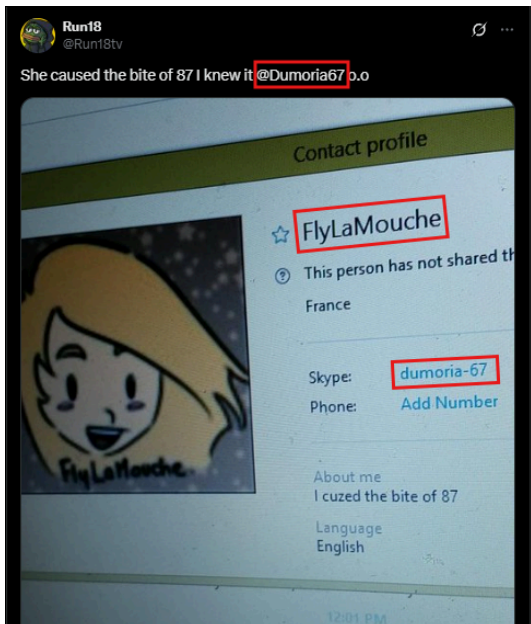 Run18
@Run18tv
She caused the bite of 87 I knew it @Dumoria67 o.o
Contact profile
FlyLaMouche
This person has not shared th
France
Skype: dumoria-67
Phone: Add Number
FlyLaMouche
About me
I cuzed the bite of 87
Language
English
12:01 PM